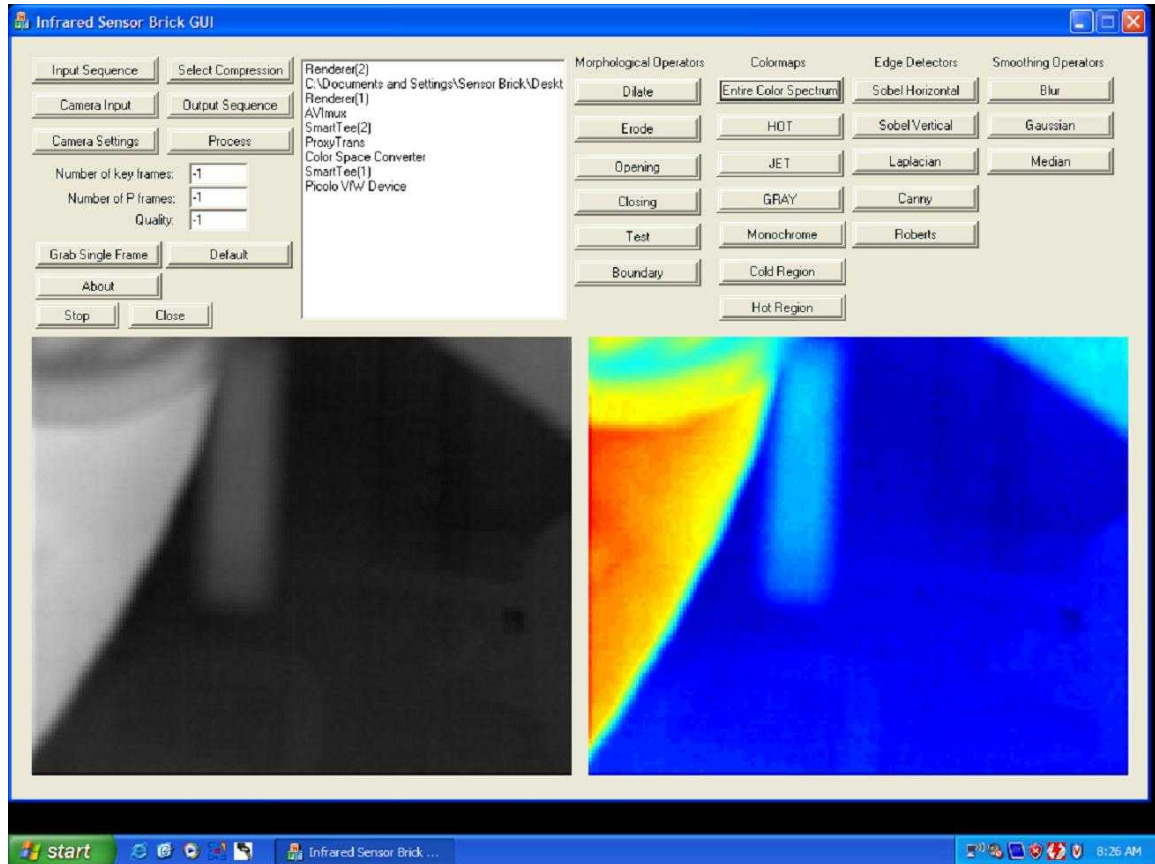 Infrared Sensor Brick GUI
Input Sequence
Select Compression
Camera Input
Output Sequence
Camera Settings
Process
Number of key frames: -1
Number of P frames: -1
Quality: -1
Grab Single Frame
Default
About
Stop
Close
Renderer(2)
C:\Documents and Settings\Sensor Brick\Deskt
Renderer(1)
AVImux
SmartTee(2)
ProxyTrans
Color Space Converter
SmartTee(1)
Picolo VfW Device
Morphological Operators
Dilate
Erode
Opening
Closing
Test
Boundary
Colormaps
Entire Color Spectrum
HOT
JET
GRAY
Monochrome
Cold Region
Hot Region
Edge Detectors
Sobel Horizontal
Sobel Vertical
Laplacian
Canny
Roberts
Smoothing Operators
Blur
Gaussian
Median
start
Infrared Sensor Brick ...
8:26 AM